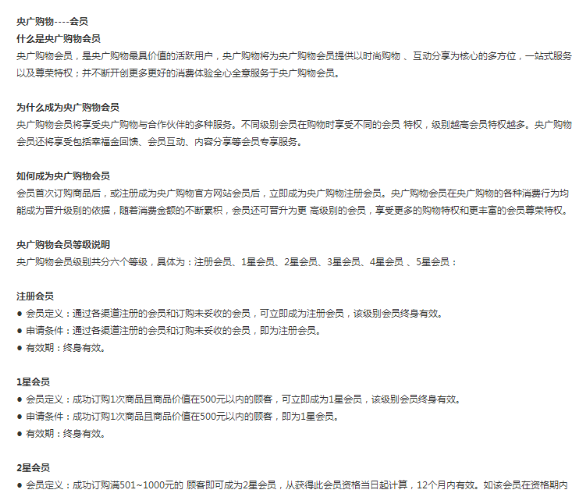 央广购物----会员
什么是央广购物会员
央广购物会员，是央广购物最具价值的活跃用户，央广购物将为央广购物会员提供以时尚购物 、互动分享为核心的多方位，一站式服务
以及尊荣特权；并不断开创更多更好的消费体验全心全意服务于央广购物会员。
为什么成为央广购物会员
央广购物会员将享受央广购物与合作伙伴的多种服务。不同级别会员在购物时享受不同的会员 特权，级别越高会员特权越多。央广购物
会员还将享受包括幸福金回馈、会员互动、内容分享等会员专享服务。
如何成为央广购物会员
会员首次订购商品后，或注册成为央广购物官方网站会员后，立即成为央广购物注册会员。央广购物会员在央广购物的各种消费行为均
能成为晋升级别的依据，随着消费金额的不断累积，会员还可晋升为更 高级别的会员，享受更多的购物特权和更丰富的会员尊荣特权。
央广购物会员等级说明
央广购物会员级别共分六个等级，具体为：注册会员、1星会员、2星会员、3星会员、4星会员 、5星会员：
注册会员
● 会员定义：通过各渠道注册的会员和订购未妥收的会员，可立即成为注册会员，该级别会员终身有效。
● 申请条件：通过各渠道注册的会员和订购未妥收的会员，即为注册会员。
● 有效期：终身有效。
1星会员
● 会员定义：成功订购1次商品且商品价值在500元以内的顾客，可立即成为1星会员，该级别会员终身有效。
● 申请条件：成功订购1次商品且商品价值在500元以内的顾客，即为1星会员。
● 有效期：终身有效。
2星会员
● 会员定义：成功订购满501~1000元的 顾客即可成为2星会员，从获得此会员资格当日起计算，12个月内有效。如该会员在资格期内